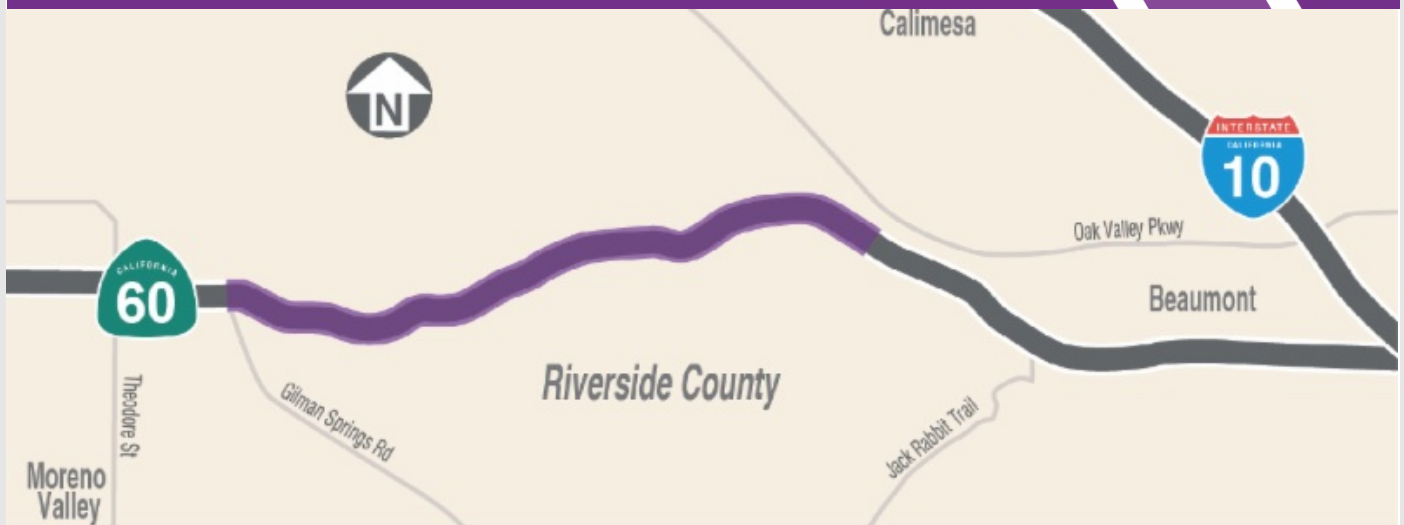 Calimesa
N
INTERSTATE
CALIFORNIA
10
Oak Valley Pkwy
CALIFORNIA
60
Beaumont
Riverside County
Theodore St
Gilman Springs Rd
Jack Rabbit Trail
Moreno
Valley